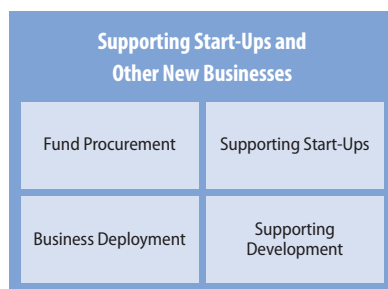 Supporting Start-Ups and
Other New Businesses
Fund Procurement
Supporting Start-Ups
Business Deployment
Supporting
Development